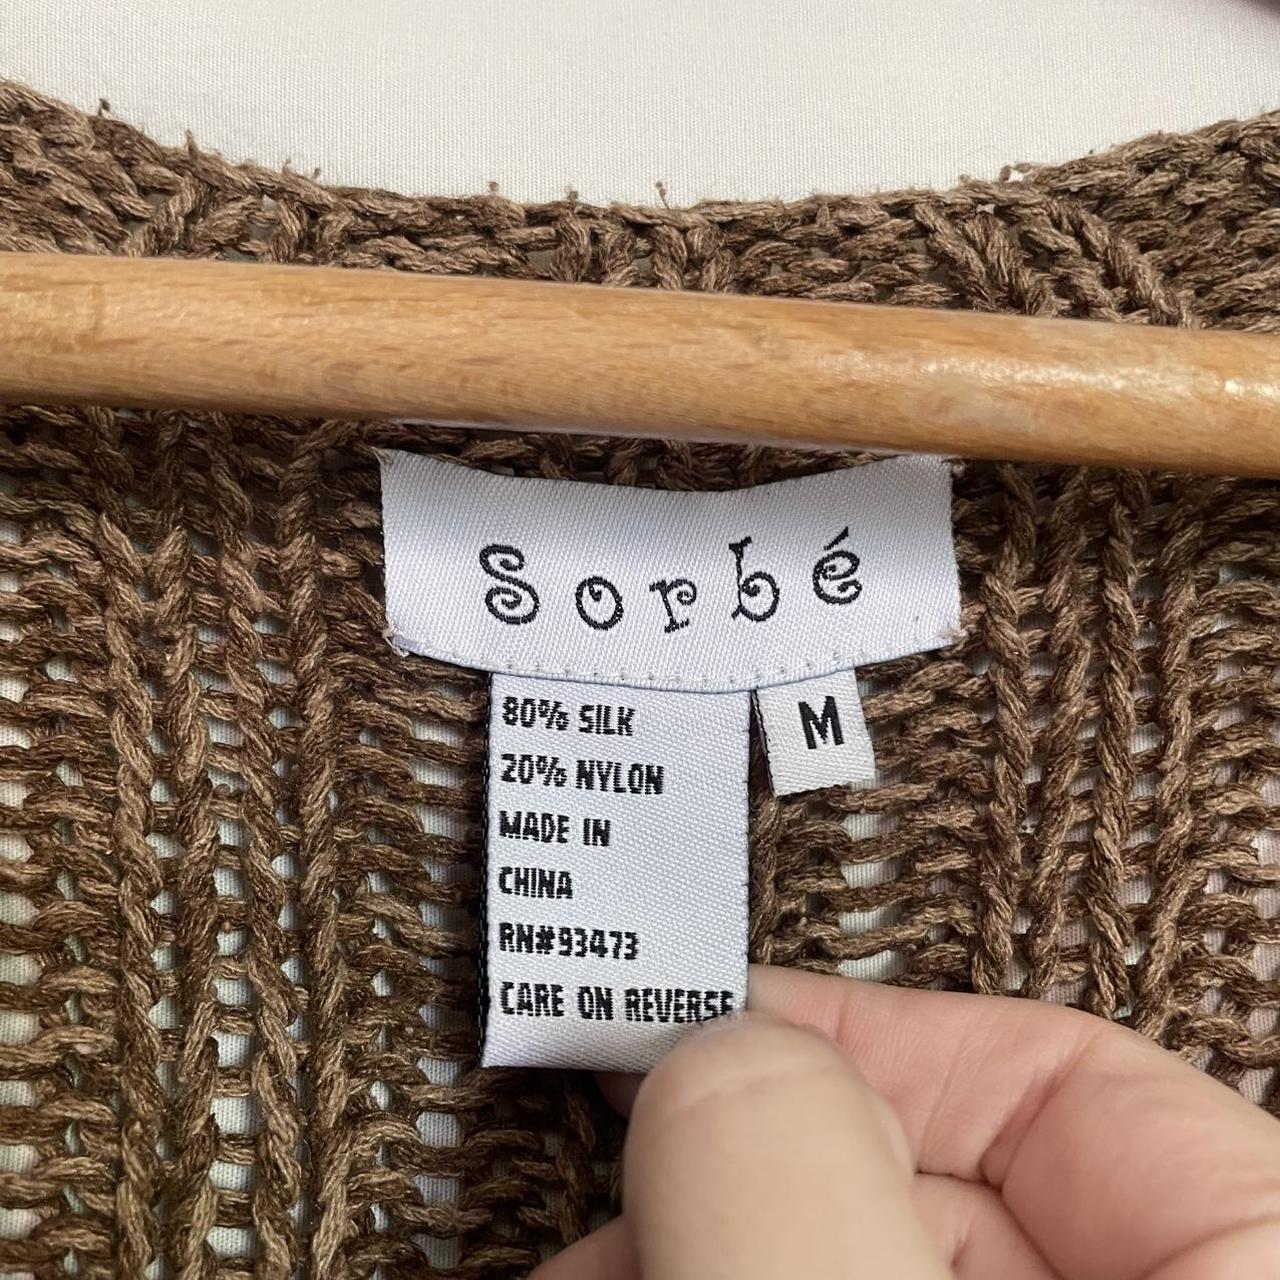 Sorbé
80% SILK
M
20% NYLON
MADE IN
CHINA
RN#93473
CARE ON REVERSE